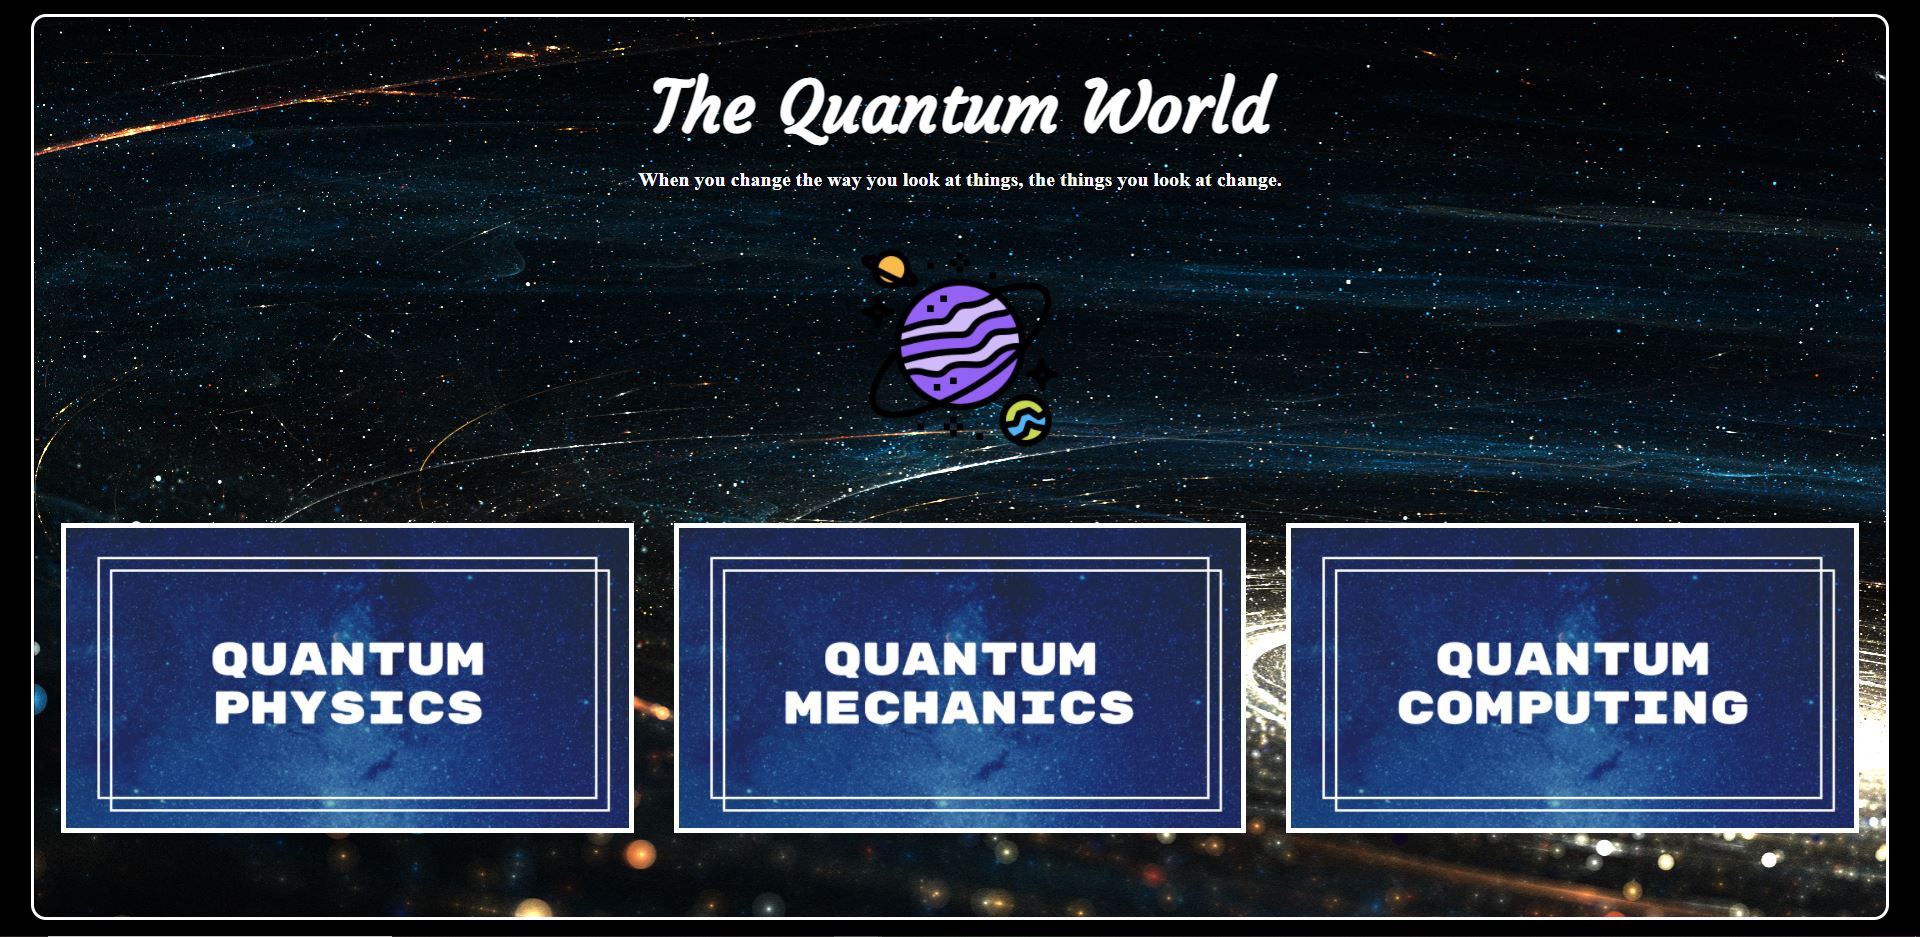 The Quantum World
When you change the way you look at things, the things you look at change.
QUANTUM
PHYSICS
QUANTUM
MECHANICS
QUANTUM
COMPUTING